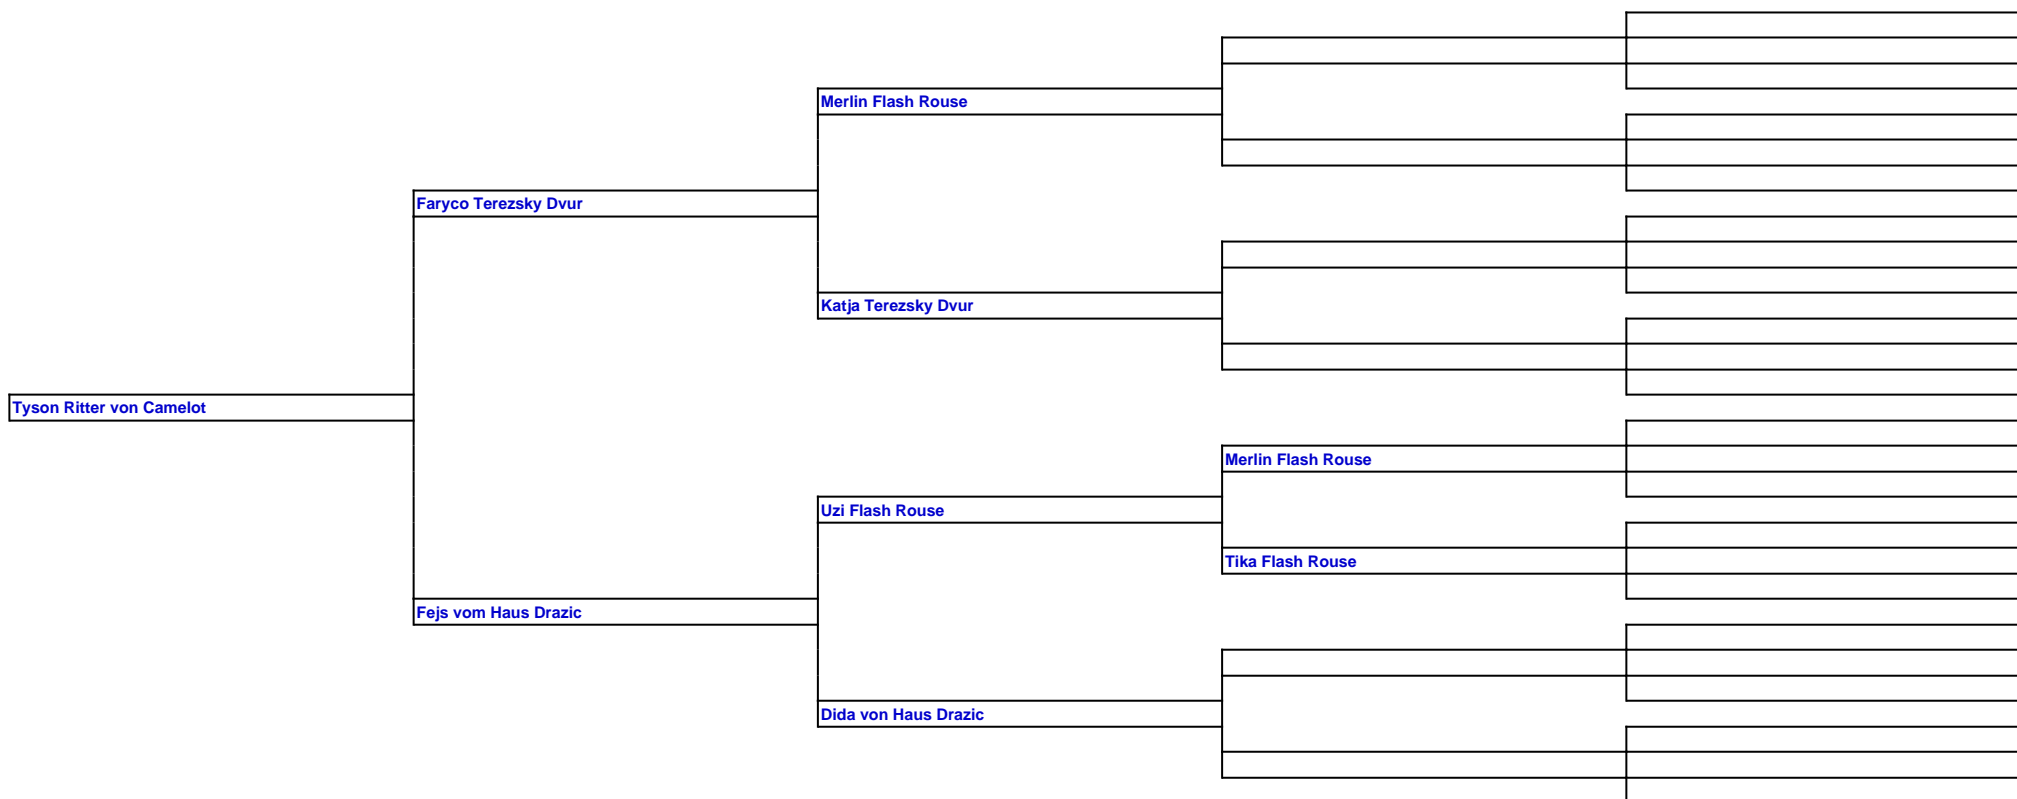 Merlin Flash Rouse
Faryco Terezsky Dvur
Katja Terezsky Dvur
Tyson Ritter von Camelot
Merlin Flash Rouse
Uzi Flash Rouse
Tika Flash Rouse
Fejs vom Haus Drazic
Dida von Haus Drazic